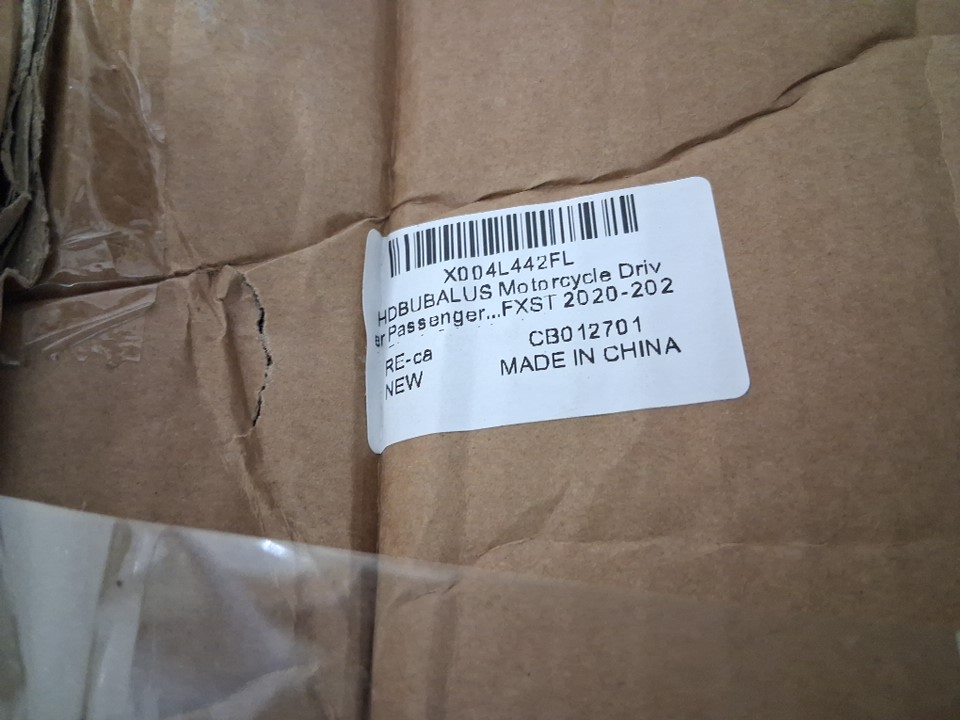 X004L442FL
HDBUBALUS Motorcycle Driv
er Passenger...FXST 2020-202
CB012701
RE-ca
MADE IN CHINA
NEW